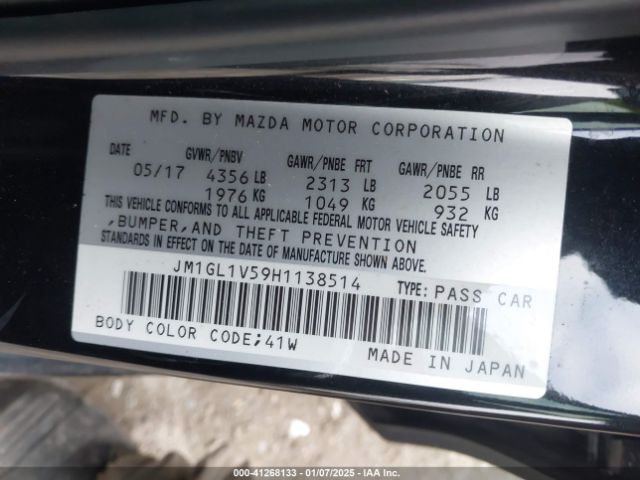 MFD. BY MAZDA MOTOR CORPORATION
DATE GVWR/PNBV GAWR/PNBE FRT GAWR/PNBE RR
05/17 4356 LB 2313 LB 2055 LB
1976 KG 1049 KG 932 KG
THIS VEHICLE CONFORMS TO ALL APPLICABLE FEDERAL MOTOR VEHICLE SAFETY
,BUMPER,AND THEFT PREVENTION
STANDARDS IN EFFECT ON THE DATE OF MANUFACTURE SHOWN ABOVE.
JM1GL1V59H1138514 TYPE: PASS CAR
BODY COLOR CODE;41W MADE IN JAPAN
000-41268133 - 01/07/2025 - IAA Inc.